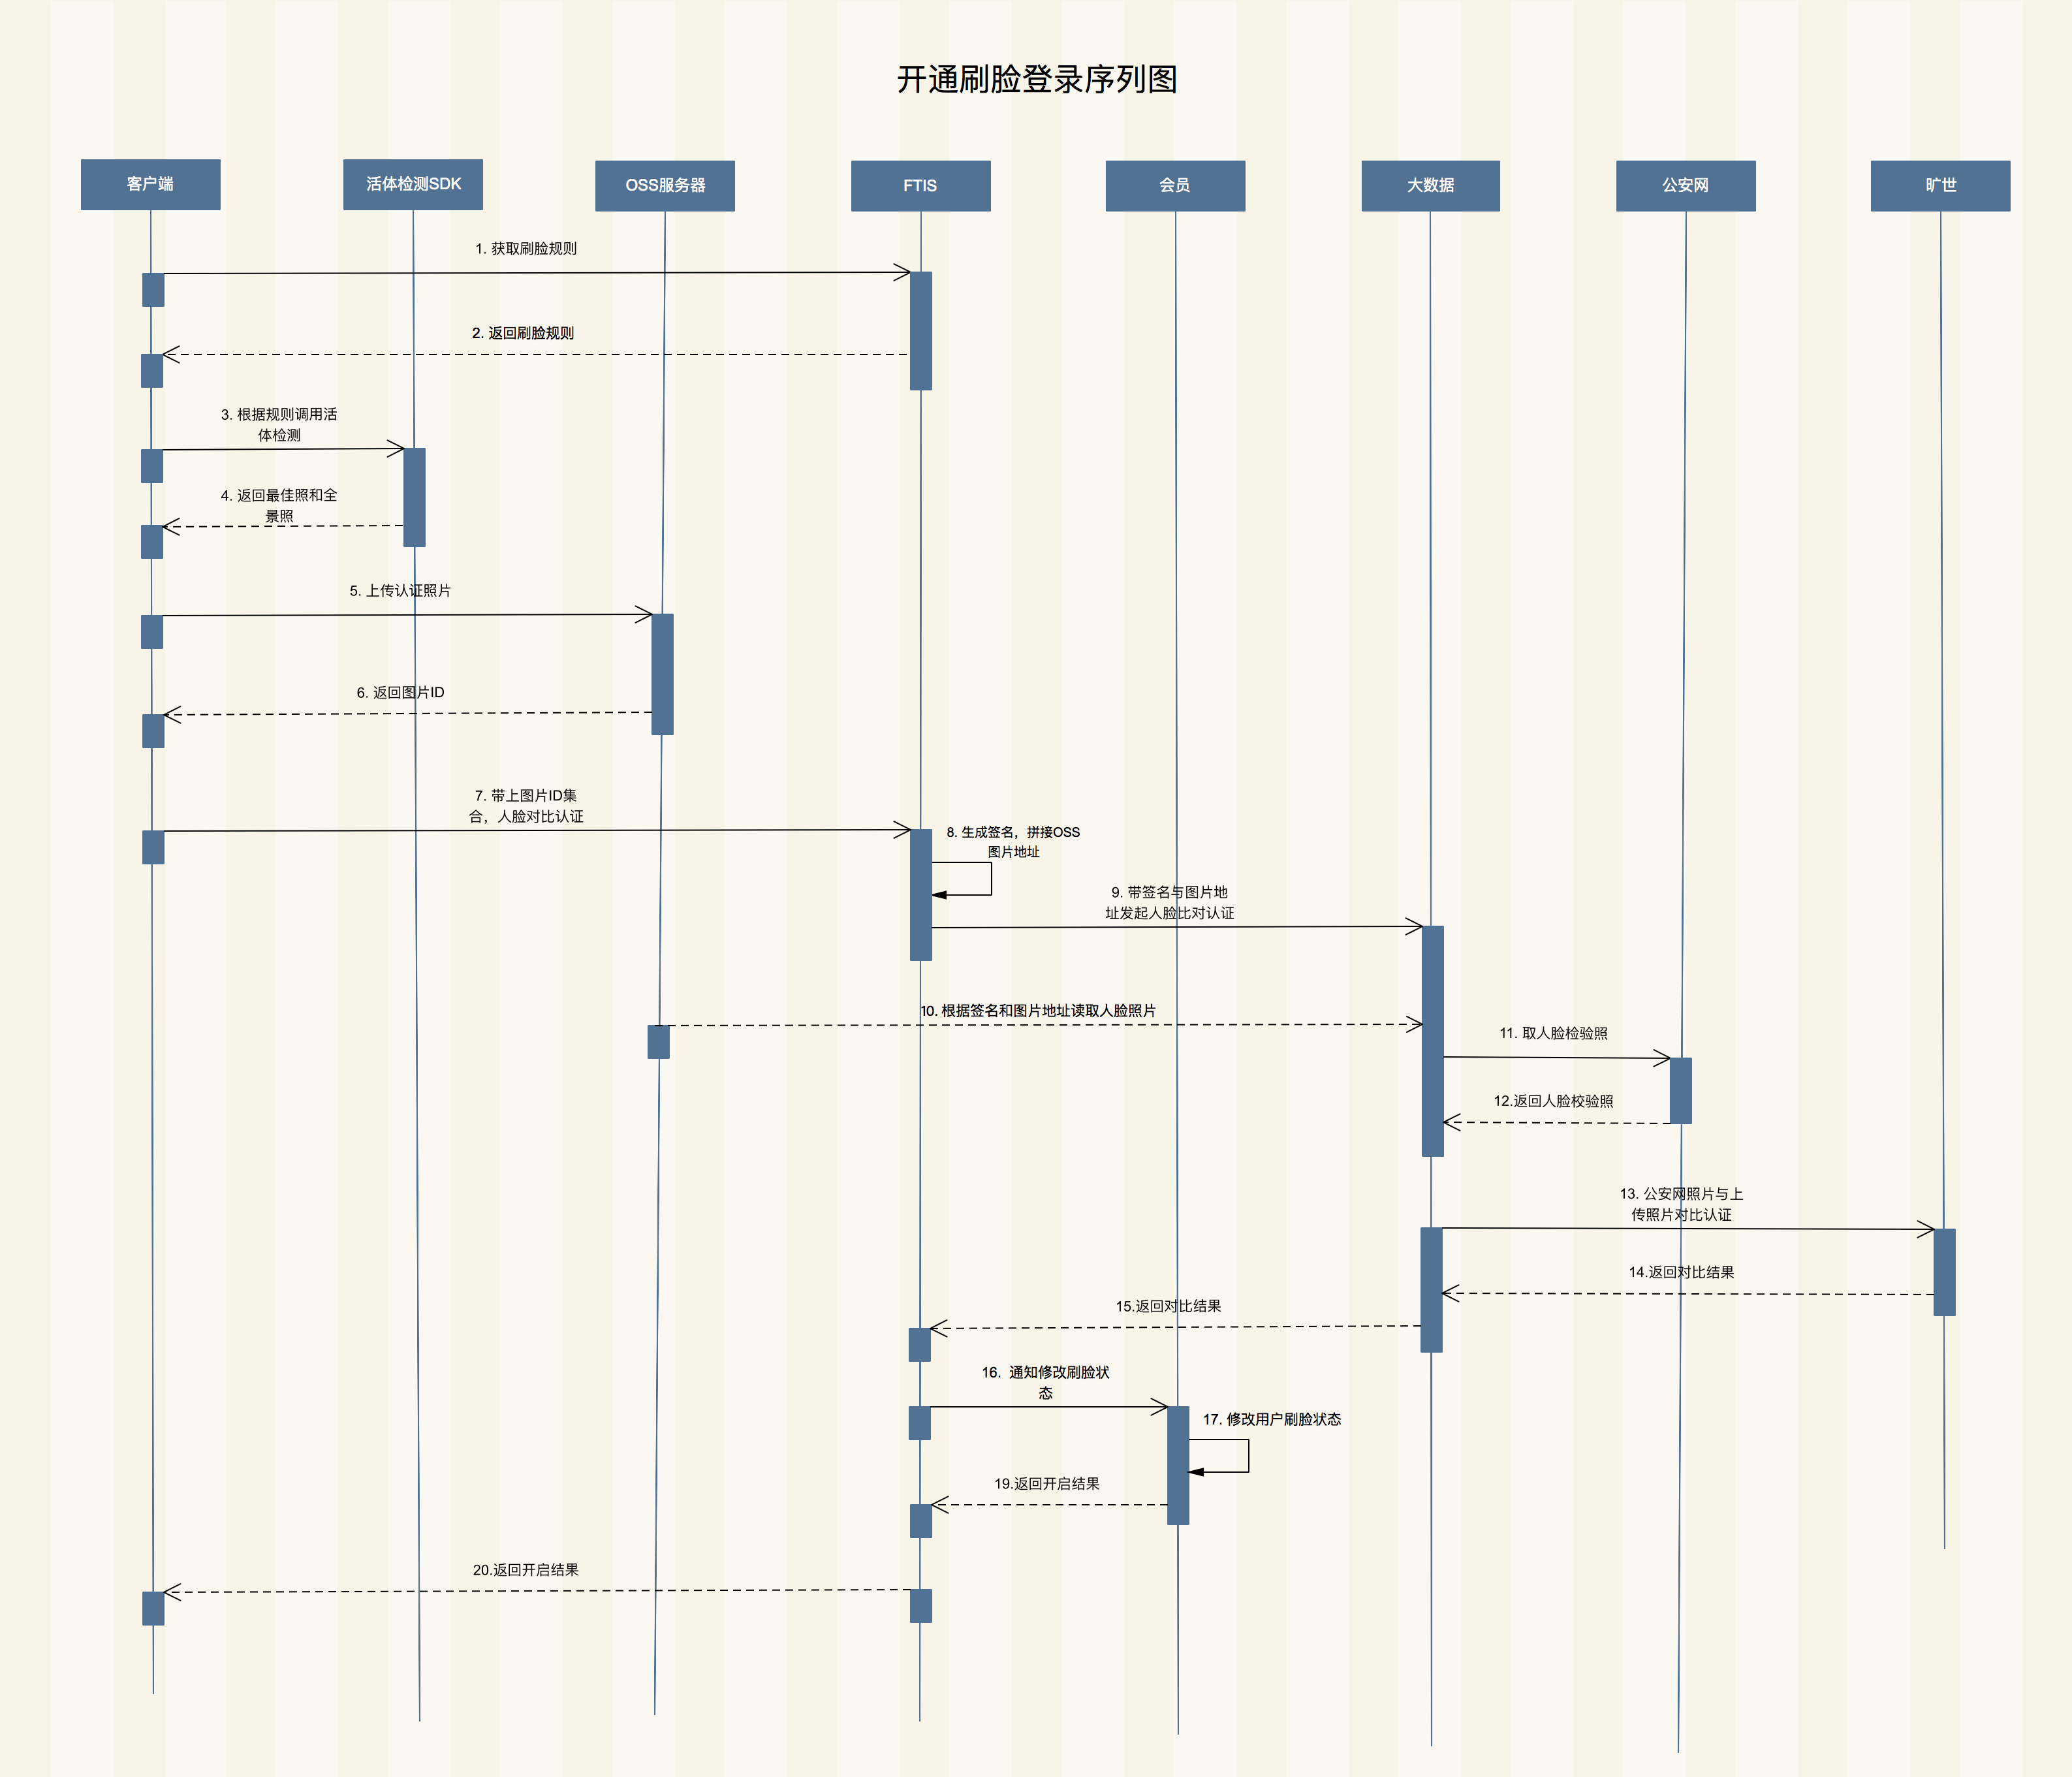 开通刷脸登录序列图
客户端
活体检测SDK
OSS服务器
FTIS
会员
大数据
公安网
旷世
1. 获取刷脸规则
2. 返回刷脸规则
3. 根据规则调用活
体检测
4. 返回最佳照和全
景照
5. 上传认证照片
6. 返回图片ID
7. 带上图片ID集
合，人脸对比认证
8. 生成签名，拼接OSS
图片地址
9. 带签名与图片地
址发起人脸比对认证
10. 根据签名和图片地址读取人脸照片
11. 取人脸检验照
12.返回人脸校验照
13. 公安网照片与上
传照片对比认证
14.返回对比结果
15.返回对比结果
16. 通知修改刷脸状
态
17. 修改用户刷脸状态
19.返回开启结果
20.返回开启结果